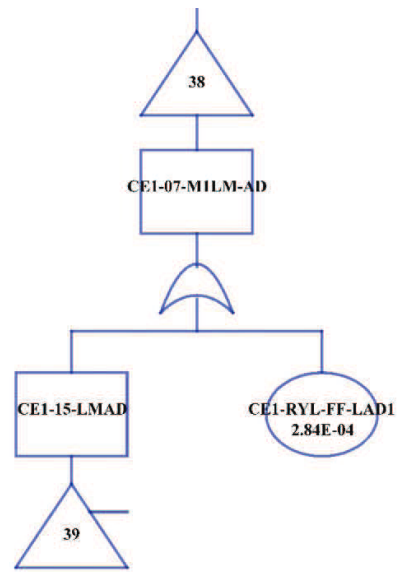 38
CE1-07-M1LM-AD
CE1-15-LMAD
CE1-RYL-FF-LAD1
2.84E-04
39